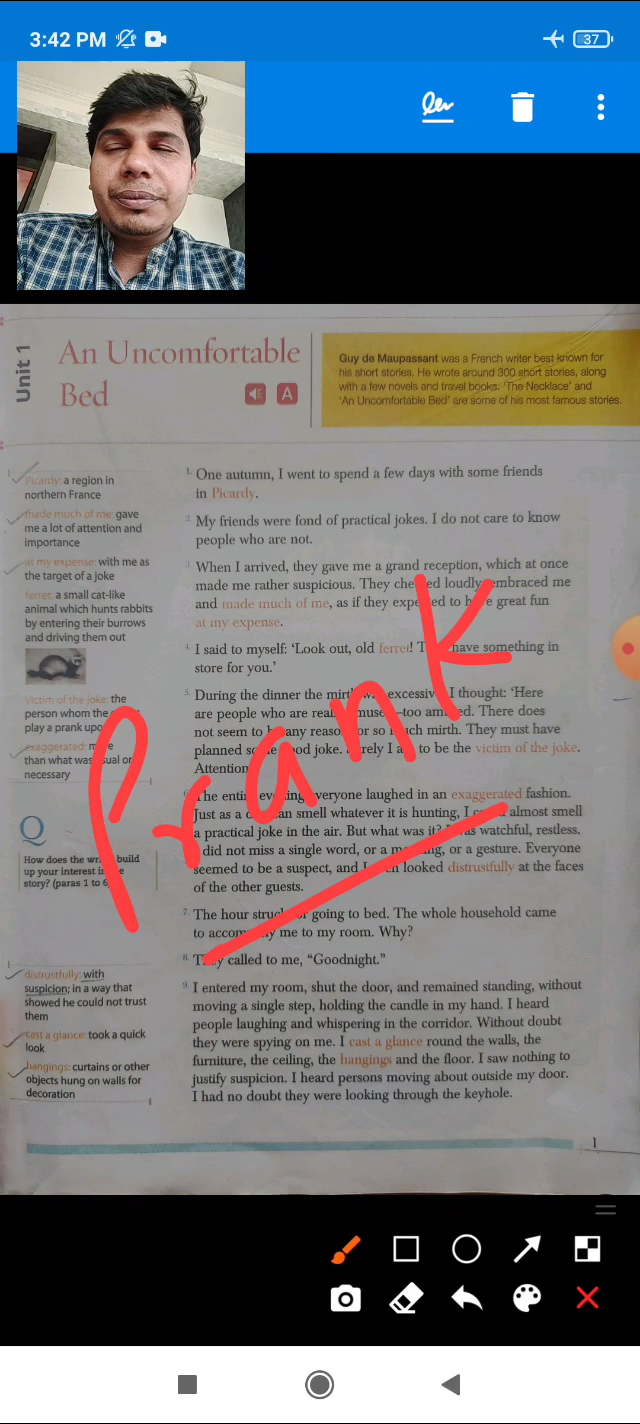 3:42 PM
37
Unit 1
An Uncomfortable
Bed
A
Guy de Maupassant was a French writer best known for
his short stories. He wrote around 300 short stories, along
with a few novels and travel books. 'The Necklace' and
'An Uncomfortable Bed' are some of his most famous stories.
Picardy: a region in
northern France
made much of me: gave
me a lot of attention and
importance
at my expense: with me as
the target of a joke
ferret: a small cat-like
animal which hunts rabbits
by entering their burrows
and driving them out
Victim of the joke: the
person whom the
play a prank
exaggerated:
than what was
necessary
Q
How does the build
up your interest in
story? (paras 1 to 6)
distrustfully: with
suspicion; in a way that
showed he could not trust
them
cast a glance: took a quick
look
hangings: curtains or other
objects hung on walls for
decoration
1. One autumn, I went to spend a few days with some friends
in Picardy.
2. My friends were fond of practical jokes. I do not care to know
people who are not.
3. When I arrived, they gave me a grand reception, which at once
made me rather suspicious. They loudly, embraced me
and made much of me, as if they to great fun
at my expense.
4. I said to myself: 'Look out, old ferret! have something in
store for you.'
5. During the dinner the excessive. I thought: 'Here
are people who are too There does
not seem to any reason so mirth. They must have
planned joke. to be the victim of the joke.
Attention
6. The everyone laughed in an exaggerated fashion.
Just as a can smell whatever it is hunting, I almost smell
a practical joke in the air. But what was it? I was watchful, restless.
I did not miss a single word, or a or a gesture. Everyone
seemed to be a suspect, and I looked distrustfully at the faces
of the other guests.
7. The hour going to bed. The whole household came
to me to my room. Why?
8. They called to me, "Goodnight."
9. I entered my room, shut the door, and remained standing, without
moving a single step, holding the candle in my hand. I heard
people laughing and whispering in the corridor. Without doubt
they were spying on me. I cast a glance round the walls, the
furniture, the ceiling, the hangings and the floor. I saw nothing to
justify suspicion. I heard persons moving about outside my door.
I had no doubt they were looking through the keyhole.
1
Prank